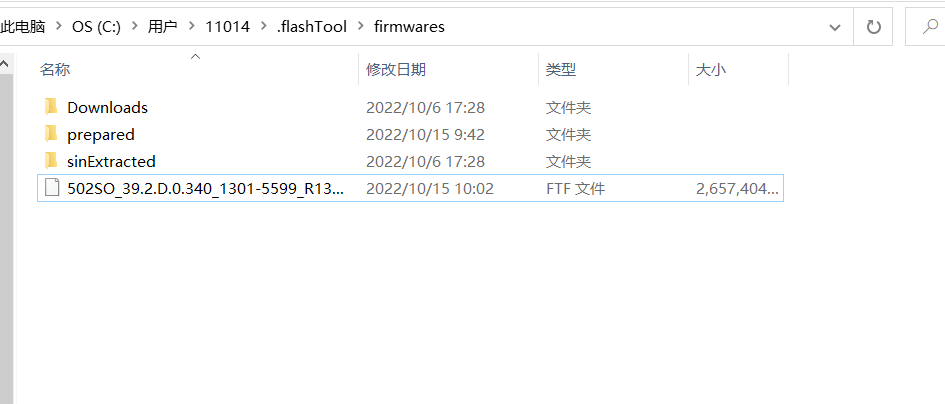 此电脑 > OS (C:) > 用户 > 11014 > .flashTool > firmwares
名称 修改日期 类型 大小
Downloads 2022/10/6 17:28 文件夹
prepared 2022/10/15 9:42 文件夹
sinExtracted 2022/10/6 17:28 文件夹
502SO_39.2.D.0.340_1301-5599_R13... 2022/10/15 10:02 FTF 文件 2,657,404...